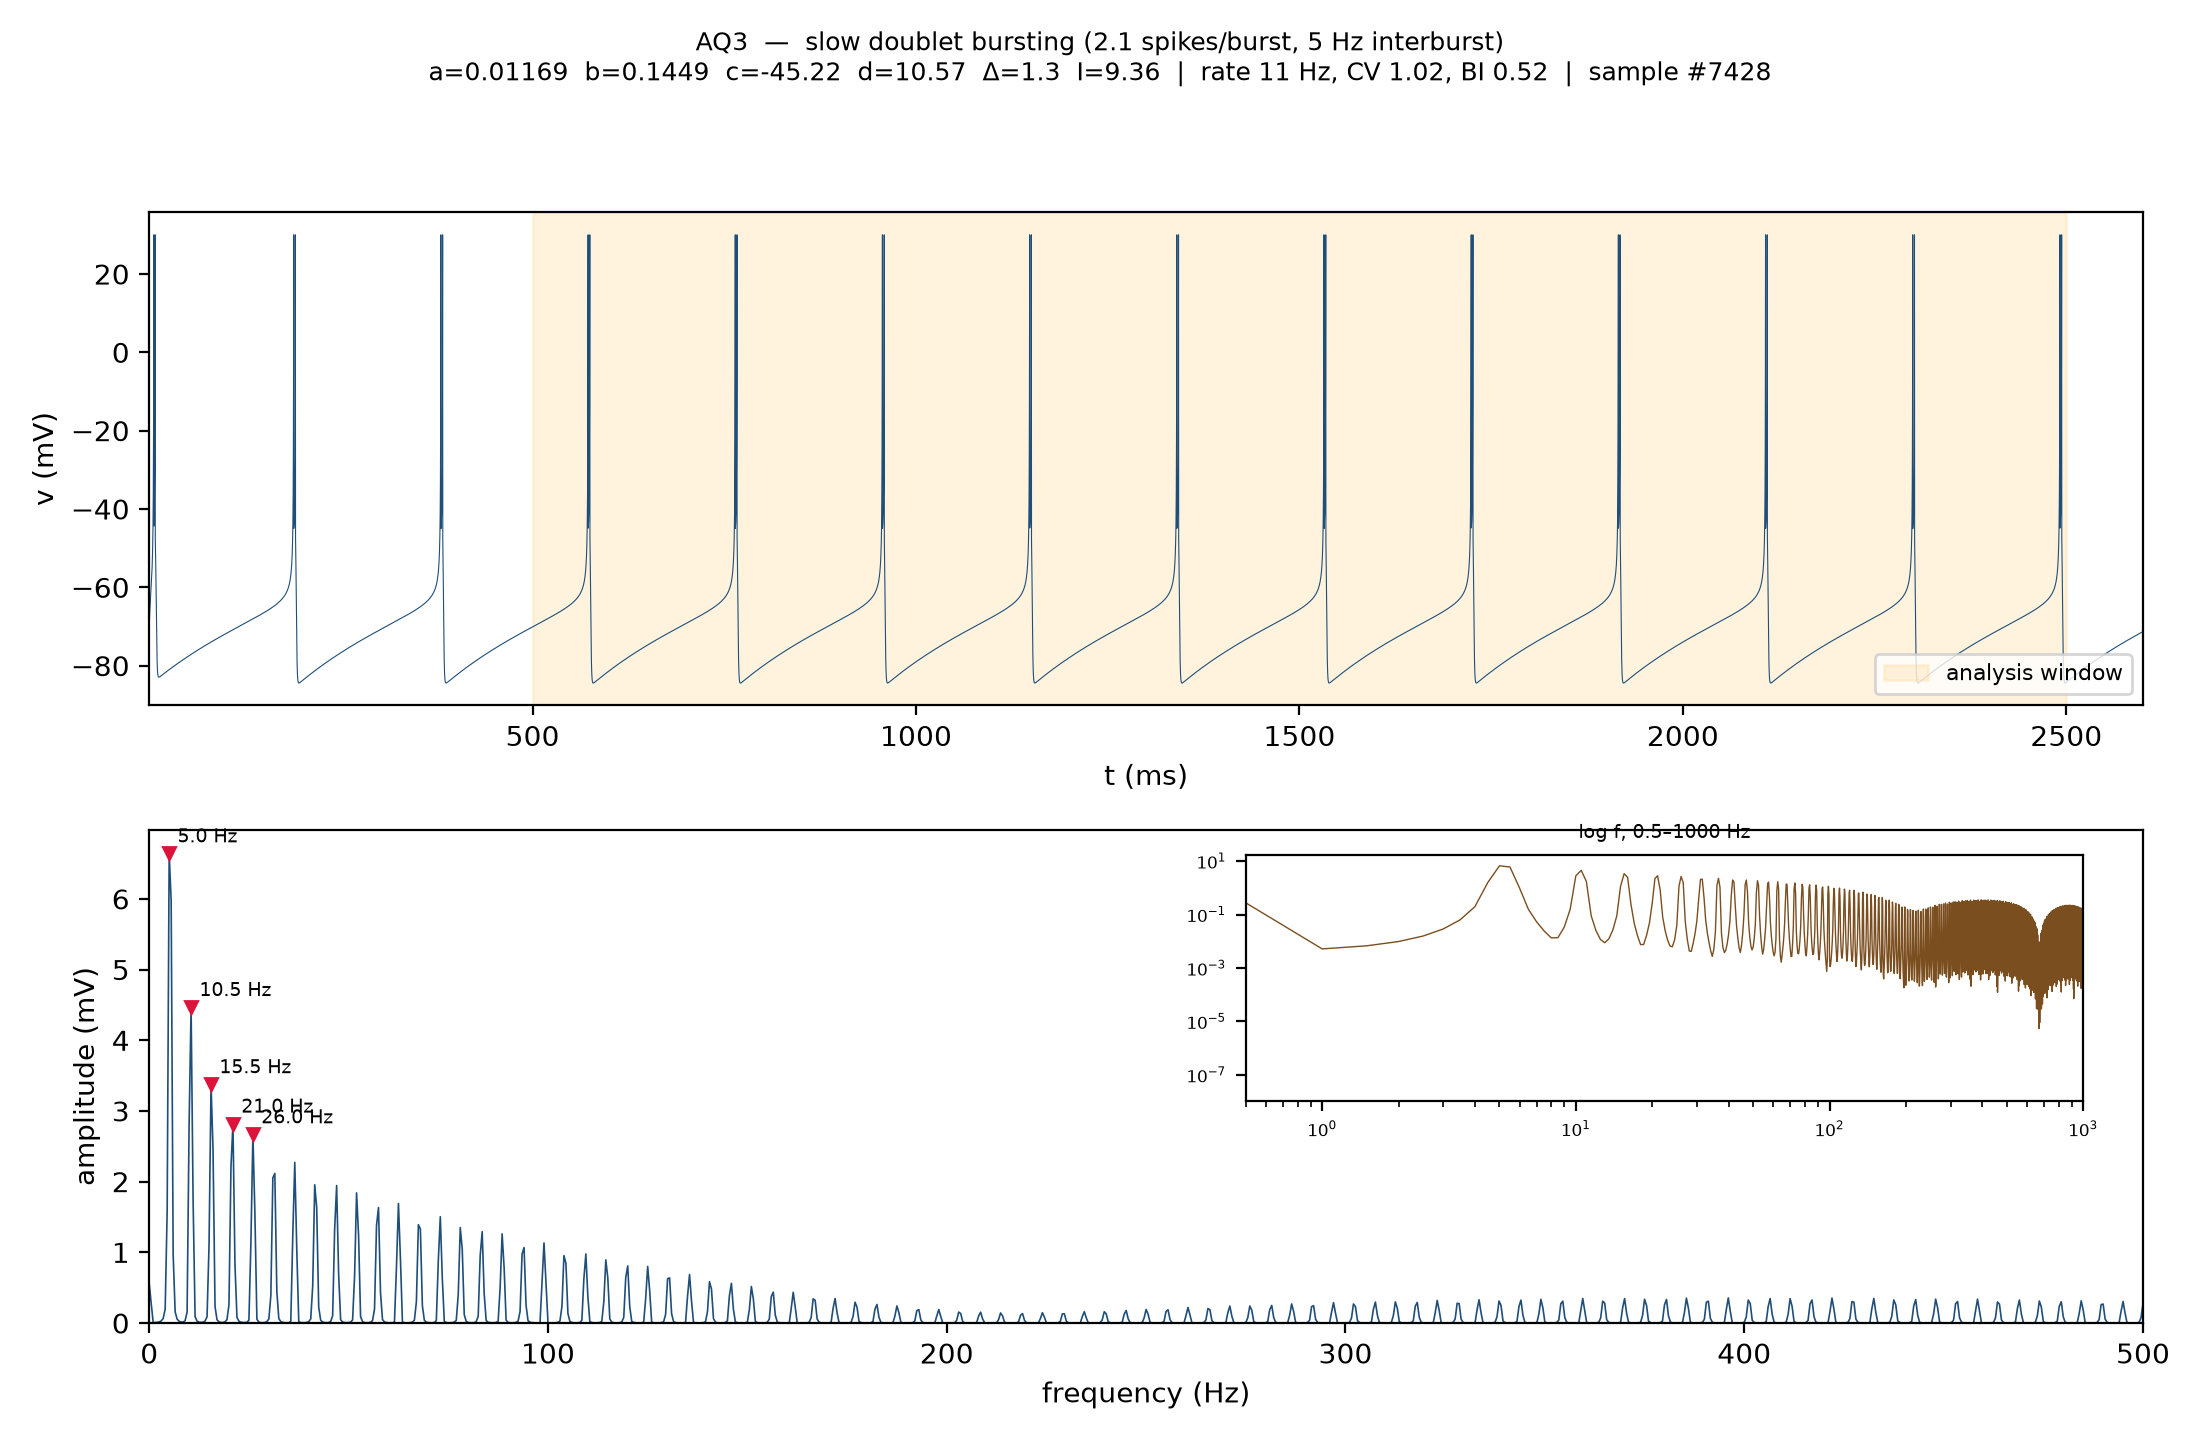 AQ3 — slow doublet bursting (2.1 spikes/burst, 5 Hz interburst)
a=0.01169 b=0.1449 c=-45.22 d=10.57 Δ=1.3 I=9.36 | rate 11 Hz, CV 1.02, BI 0.52 | sample #7428
20
0
−20
−40
−60
−80
v (mV)
analysis window
500
1000
1500
2000
2500
t (ms)
5.0 Hz
10.5 Hz
15.5 Hz
21.0 Hz
26.0 Hz
log f, 0.5–1000 Hz
10¹
10⁻¹
10⁻³
10⁻⁵
10⁻⁷
10⁰
10¹
10²
10³
6
5
4
3
2
1
0
amplitude (mV)
0
100
200
300
400
500
frequency (Hz)